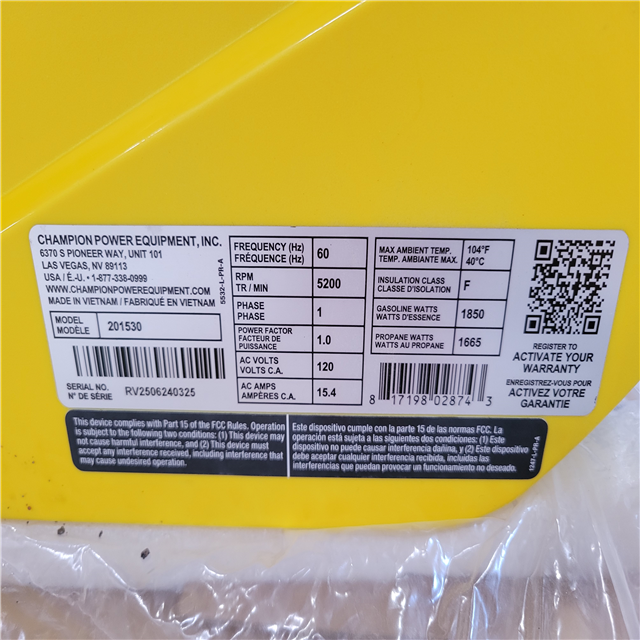 CHAMPION POWER EQUIPMENT, INC.
6370 S PIONEER WAY, UNIT 101
LAS VEGAS, NV 89113
USA / É.-U. • 1-877-338-0999
WWW.CHAMPIONPOWEREQUIPMENT.COM
MADE IN VIETNAM / FABRIQUÉ EN VIETNAM
5532-L-PR-A
MODEL
MODÈLE
201530
SERIAL NO.
N° DE SÉRIE
RV2506240325
FREQUENCY (Hz)
FRÉQUENCE (Hz)
60
RPM
TR / MIN
5200
PHASE
PHASE
1
POWER FACTOR
FACTEUR DE
PUISSANCE
1.0
AC VOLTS
VOLTS C.A.
120
AC AMPS
AMPÈRES C.A.
15.4
MAX AMBIENT TEMP.
TEMP. AMBIANTE MAX.
104°F
40°C
INSULATION CLASS
CLASSE D'ISOLATION
F
GASOLINE WATTS
WATTS D'ESSENCE
1850
PROPANE WATTS
WATTS AU PROPANE
1665
8 17198 02874 3
REGISTER TO
ACTIVATE YOUR
WARRANTY
ENREGISTREZ-VOUS POUR
ACTIVEZ VOTRE
GARANTIE
This device complies with Part 15 of the FCC Rules. Operation
is subject to the following two conditions: (1) This device may
not cause harmful interference, and (2) This device must
accept any interference received, including interference that
may cause undesired operation.
Este dispositivo cumple con la parte 15 de las normas FCC. La
operación está sujeta a las siguientes dos condiciones: (1) Este
dispositivo no puede causar interferencia dañina, y (2) Este dispositivo
debe aceptar cualquier interferencia recibida, incluidas las
interferencias que puedan provocar un funcionamiento no deseado.
1247-L-PR-A